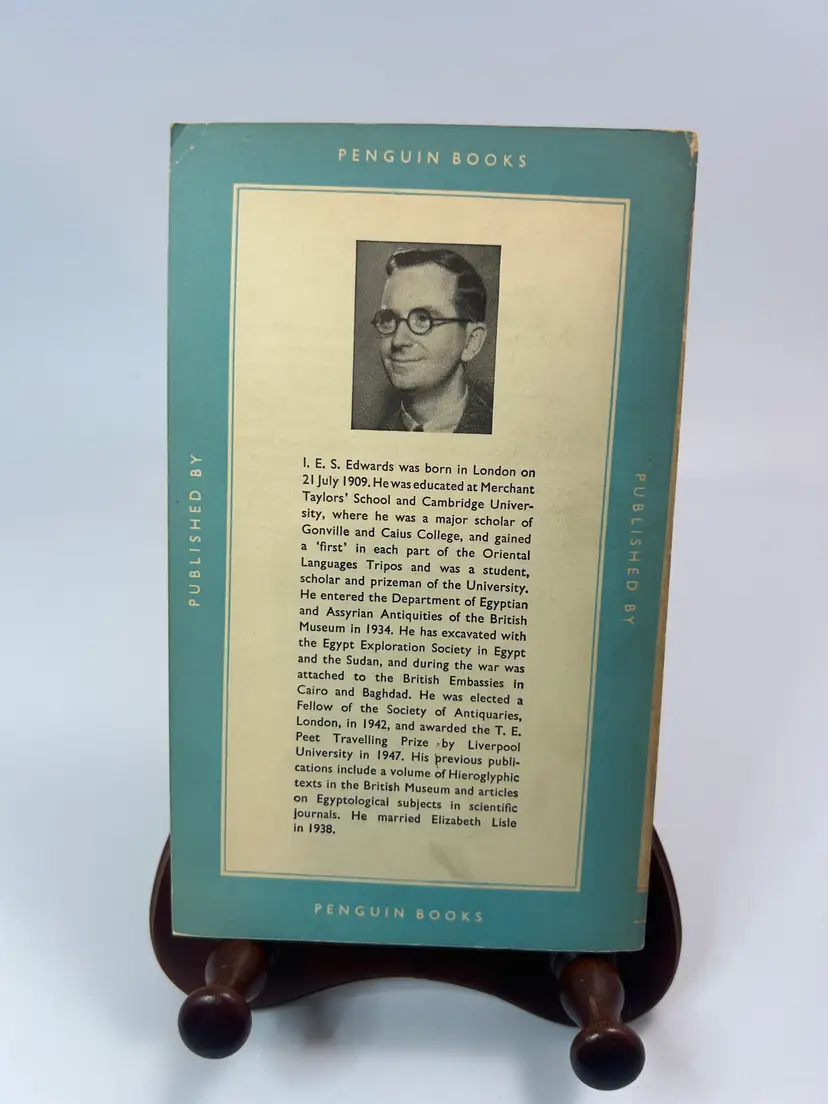 PENGUIN BOOKS
PUBLISHED BY
I. E. S. Edwards was born in London on
21 July 1909. He was educated at Merchant
Taylors' School and Cambridge Univer-
sity, where he was a major scholar of
Gonville and Caius College, and gained
a 'first' in each part of the Oriental
Languages Tripos and was a student,
scholar and prizeman of the University.
He entered the Department of Egyptian
and Assyrian Antiquities of the British
Museum in 1934. He has excavated with
the Egypt Exploration Society in Egypt
and the Sudan, and during the war was
attached to the British Embassies in
Cairo and Baghdad. He was elected a
Fellow of the Society of Antiquaries,
London, in 1942, and awarded the T. E.
Peet Travelling Prize by Liverpool
University in 1947. His previous publi-
cations include a volume of Hieroglyphic
texts in the British Museum and articles
on Egyptological subjects in scientific
journals. He married Elizabeth Lisle
in 1938.
PUBLISHED BY
PENGUIN BOOKS